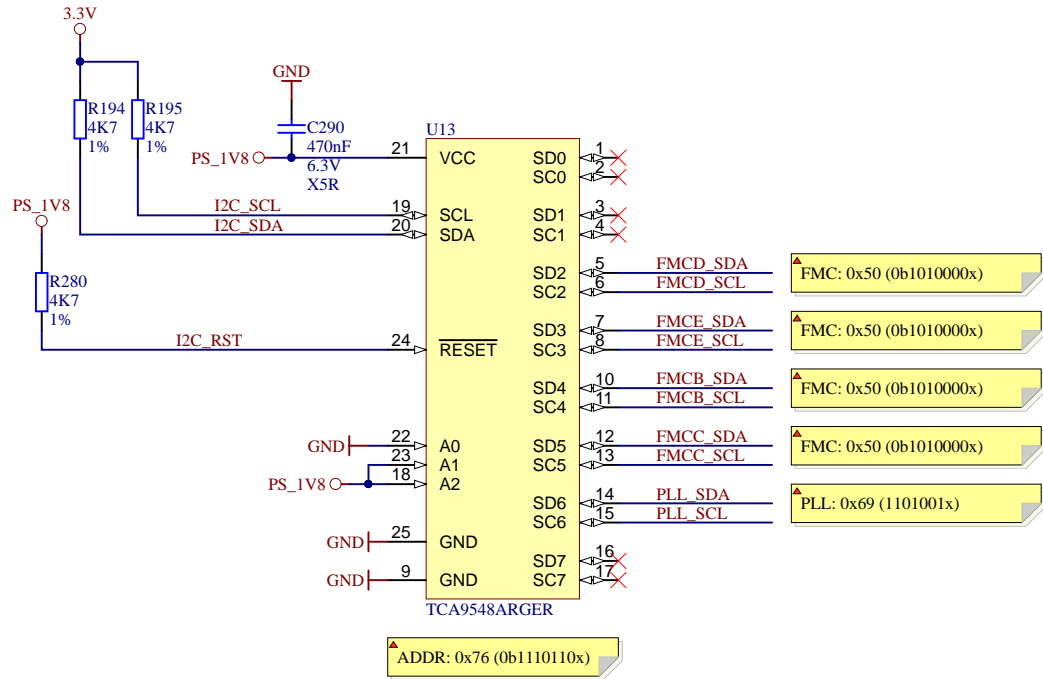 3.3V
R194
4K7
1%
R195
4K7
1%
GND
C290
470nF
6.3V
X5R
PS_1V8
PS_1V8
R280
4K7
1%
I2C_SCL
I2C_SDA
I2C_RST
GND
PS_1V8
GND
GND
U13
21 VCC
19 SCL
20 SDA
24 RESET
22 A0
23 A1
18 A2
25 GND
9 GND
SD0 1
SC0 2
SD1 3
SC1 4
SD2 5 FMCD_SDA
SC2 6 FMCD_SCL
FMC: 0x50 (0b1010000x)
SD3 7 FMCE_SDA
SC3 8 FMCE_SCL
FMC: 0x50 (0b1010000x)
SD4 10 FMCB_SDA
SC4 11 FMCB_SCL
FMC: 0x50 (0b1010000x)
SD5 12 FMCC_SDA
SC5 13 FMCC_SCL
FMC: 0x50 (0b1010000x)
SD6 14 PLL_SDA
SC6 15 PLL_SCL
PLL: 0x69 (1101001x)
SD7 16
SC7 17
TCA9548ARGER
ADDR: 0x76 (0b1110110x)